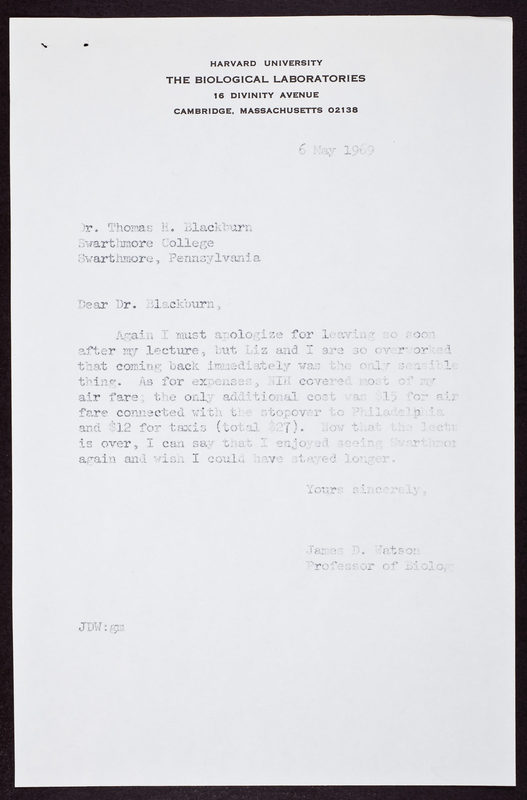 HARVARD UNIVERSITY
THE BIOLOGICAL LABORATORIES
16 DIVINITY AVENUE
CAMBRIDGE, MASSACHUSETTS 02138
6 May 1969
Dr. Thomas H. Blackburn
Swarthmore College
Swarthmore, Pennsylvania
Dear Dr. Blackburn,
Again I must apologize for leaving so soon
after my lecture, but Liz and I are so overworked
that coming back immediately was the only sensible
thing. As for expenses, NIH covered most of my
air fare; the only additional cost was $15 for air
fare connected with the stopover to Philadelphia
and $12 for taxis (total $27). Now that the lectu
is over, I can say that I enjoyed seeing Swarthmor
again and wish I could have stayed longer.
Yours sincerely,
James D. Watson
Professor of Biolog
JDW:gm